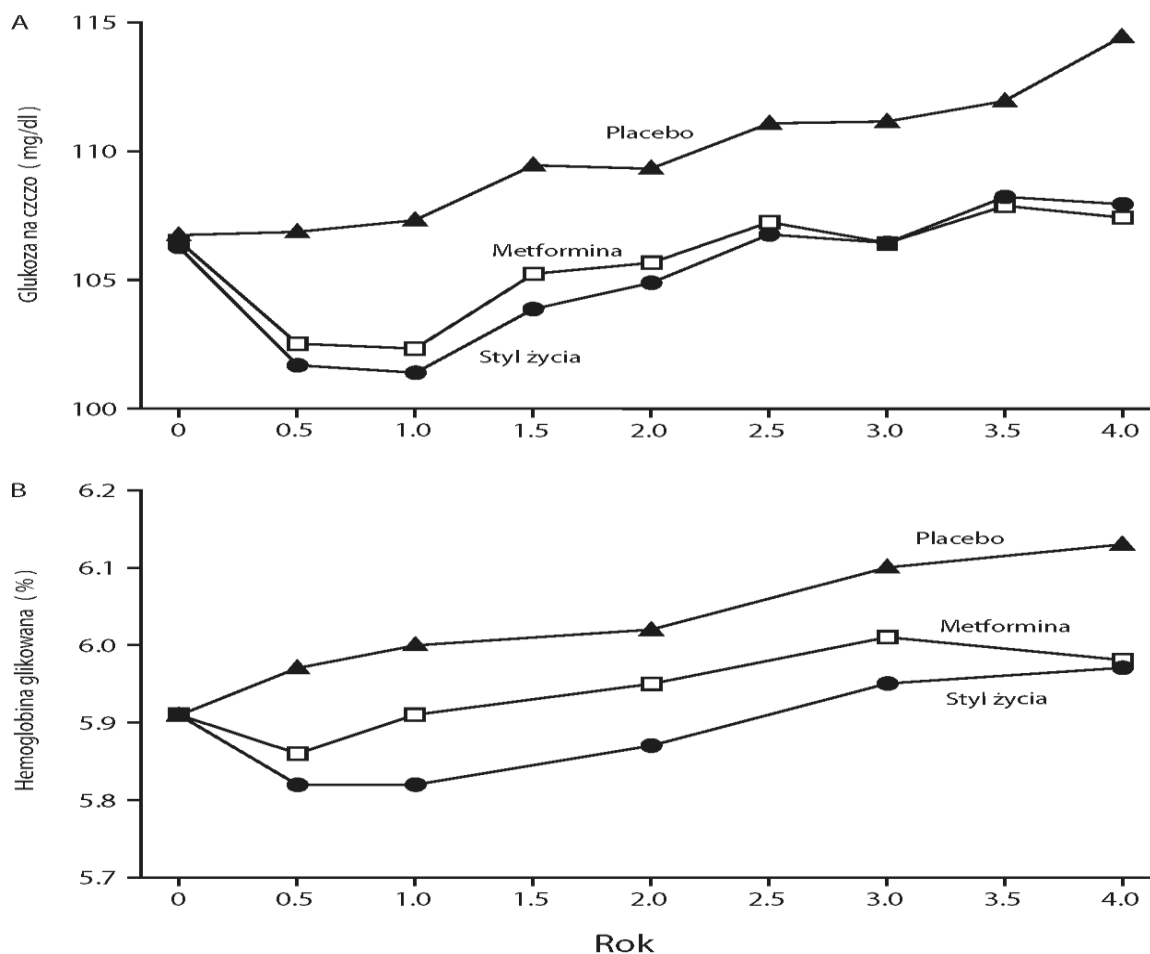 A
115
110
105
100
Glukoza na czczo ( mg/dl )
Placebo
Metformina
Styl życia
0 0.5 1.0 1.5 2.0 2.5 3.0 3.5 4.0
B
6.2
6.1
6.0
5.9
5.8
5.7
Hemoglobina glikowana ( % )
Placebo
Metformina
Styl życia
0 0.5 1.0 1.5 2.0 2.5 3.0 3.5 4.0
Rok